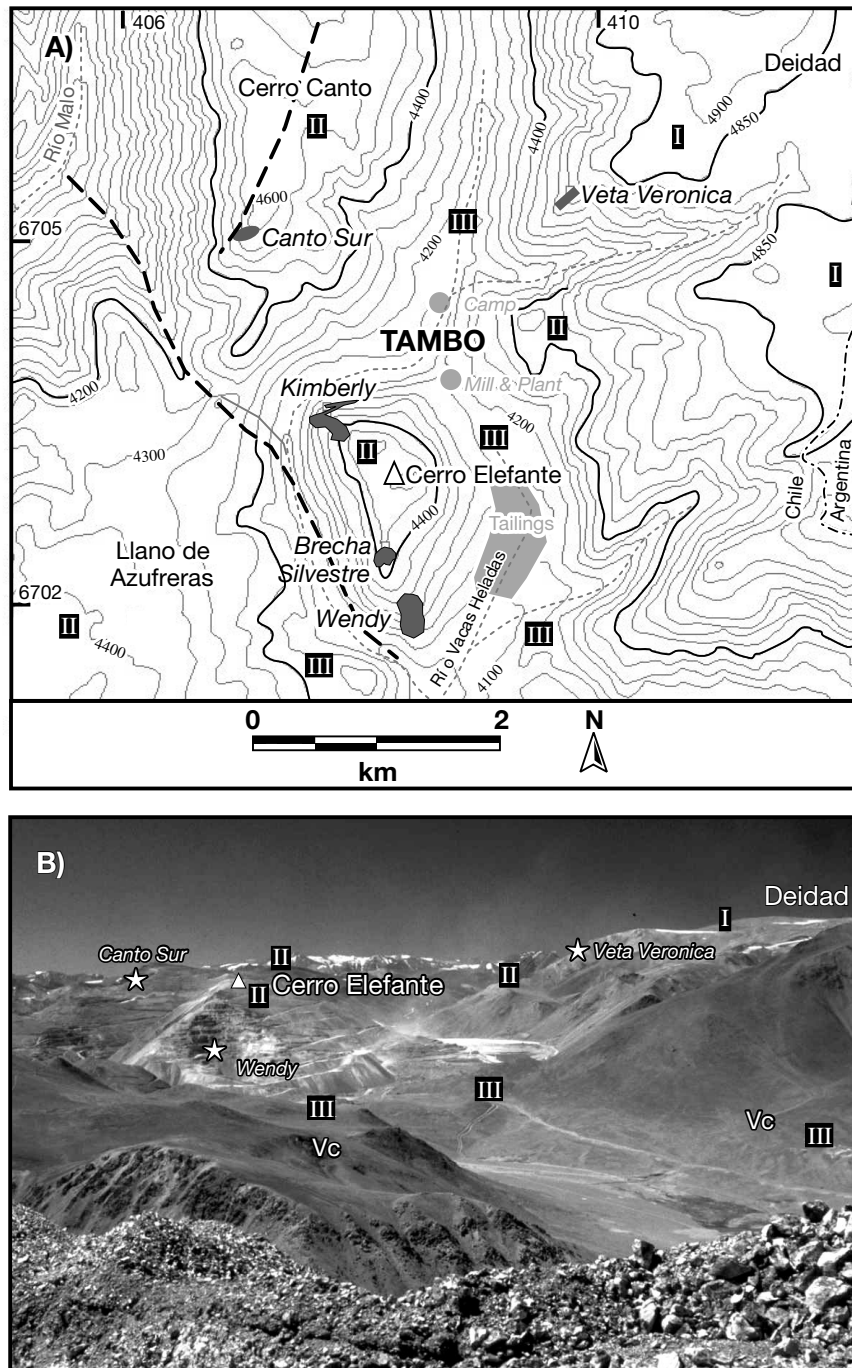 406
410
A)
Deidad
Cerro Canto
Río Malo
II
4400
4400
4900
4850
I
Veta Veronica
4600
III
6705
Canto Sur
4200
4850
I
Camp
II
TAMBO
Kimberly
Mill & Plant
4200
4200
III
4300
II
Cerro Elefante
Chile
Argentina
4400
Tailings
Llano de
Azufreras
Brecha
Silvestre
6702
Wendy
Rí o Vacas Heladas
II
4400
III
III
4100
0
2
N
km
B)
Deidad
I
Canto Sur
II
Veta Veronica
II
Cerro Elefante
II
Wendy
III
III
Vc
Vc
III